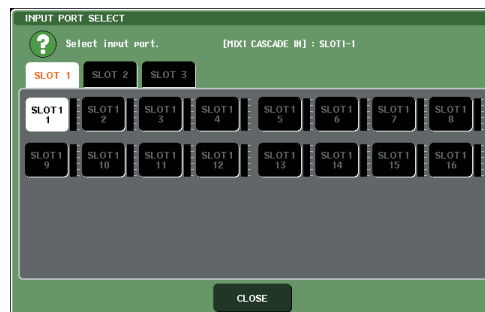 INPUT PORT SELECT
? Select input port. [MIX1 CASCADE IN] : SLOT1-1
SLOT 1 SLOT 2 SLOT 3
SLOT1 SLOT1 SLOT1 SLOT1 SLOT1 SLOT1 SLOT1 SLOT1
1 2 3 4 5 6 7 8
SLOT1 SLOT1 SLOT1 SLOT1 SLOT1 SLOT1 SLOT1 SLOT1
9 10 11 12 13 14 15 16
CLOSE